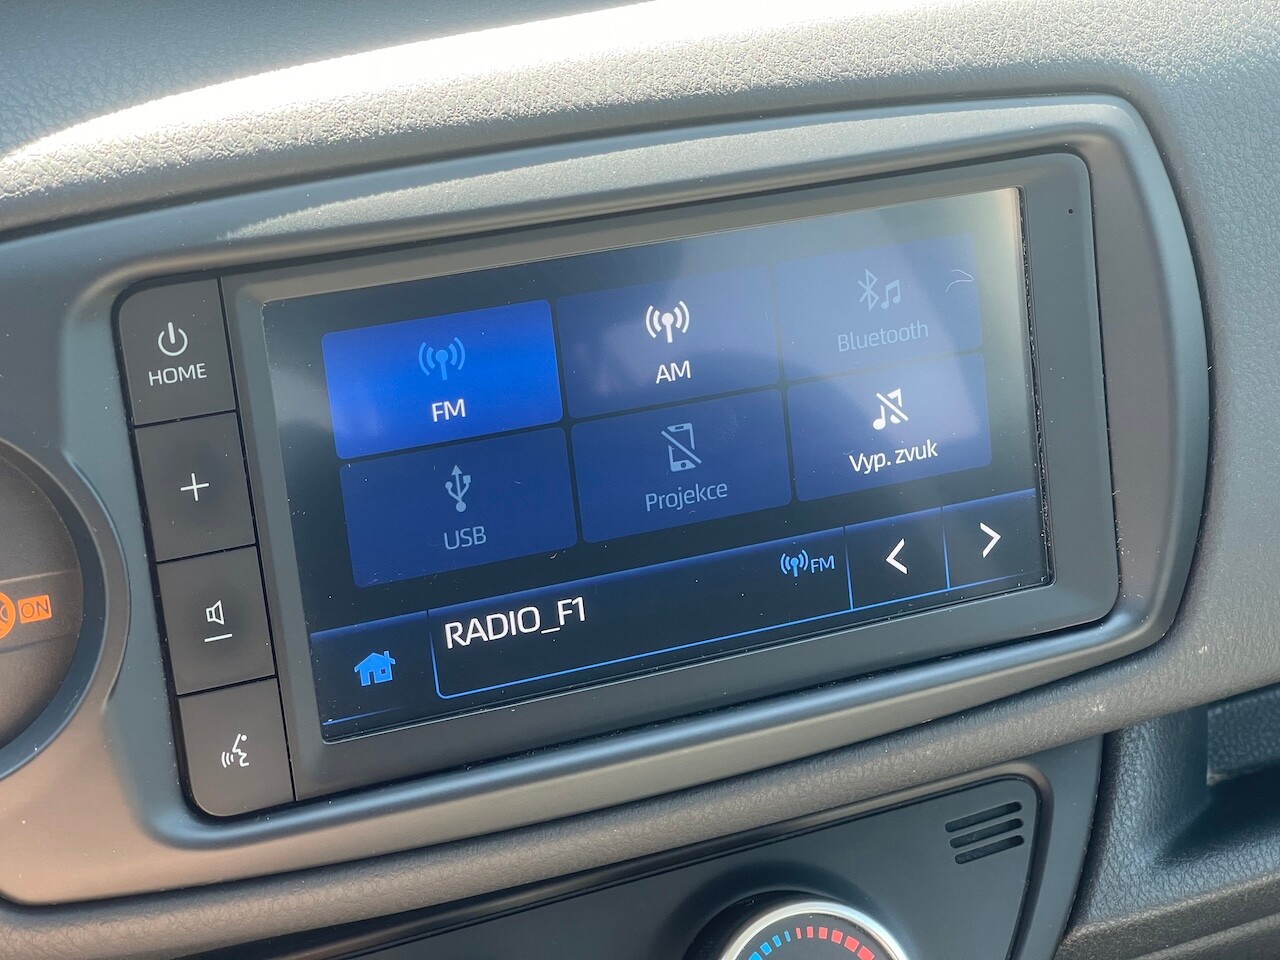 HOME
FM
AM
Bluetooth
USB
Projekce
Vyp. zvuk
FM
RADIO_F1
ON